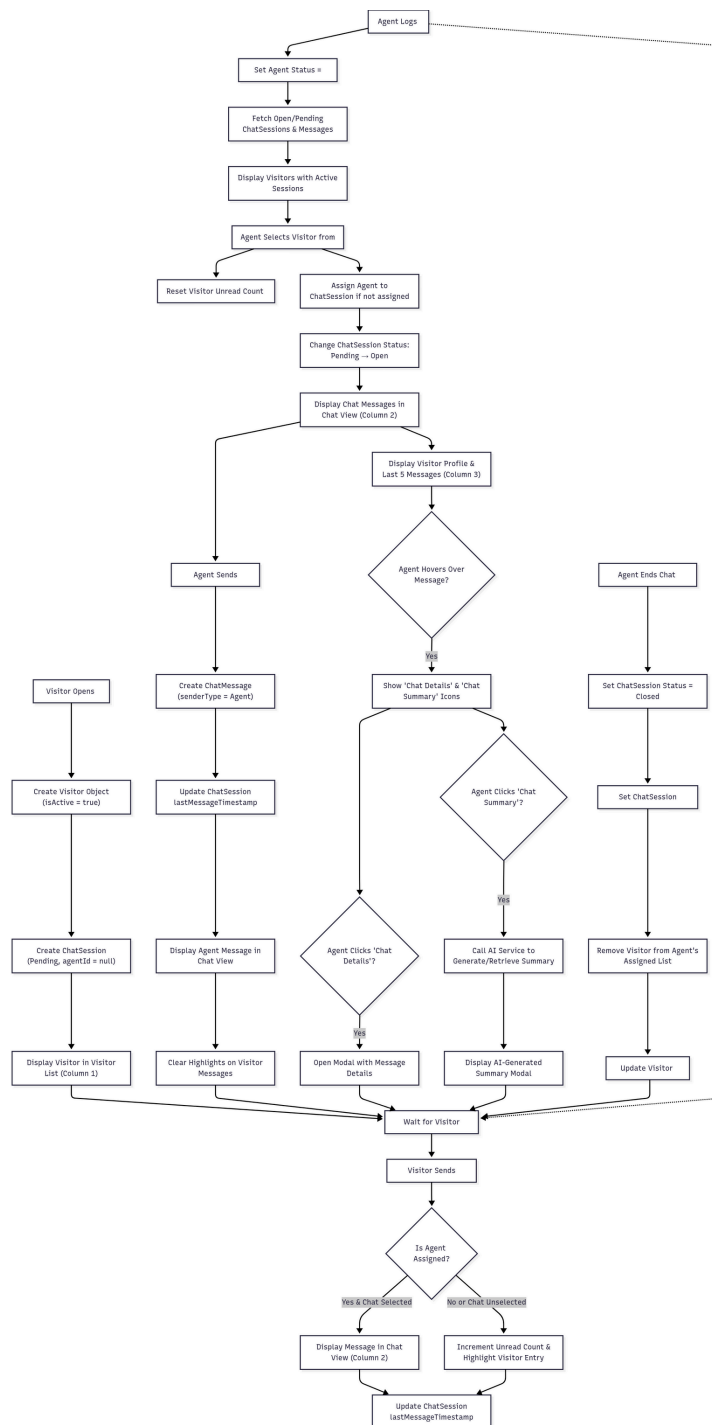 Agent Logs
Set Agent Status =
Fetch Open/Pending
ChatSessions & Messages
Display Visitors with Active
Sessions
Agent Selects Visitor from
Reset Visitor Unread Count
Assign Agent to
ChatSession if not assigned
Change ChatSession Status:
Pending → Open
Display Chat Messages in
Chat View (Column 2)
Display Visitor Profile &
Last 5 Messages (Column 3)
Agent Sends
Agent Hovers Over
Message?
Agent Ends Chat
Yes
Visitor Opens
Create ChatMessage
(senderType = Agent)
Show 'Chat Details' & 'Chat
Summary' Icons
Set ChatSession Status =
Closed
Create Visitor Object
(isActive = true)
Update ChatSession
lastMessageTimestamp
Agent Clicks 'Chat
Summary'?
Set ChatSession
Yes
Create ChatSession
(Pending, agentId = null)
Display Agent Message in
Chat View
Agent Clicks 'Chat
Details'?
Call AI Service to
Generate/Retrieve Summary
Remove Visitor from Agent's
Assigned List
Yes
Display Visitor in Visitor
List (Column 1)
Clear Highlights on Visitor
Messages
Open Modal with Message
Details
Display AI-Generated
Summary Modal
Update Visitor
Wait for Visitor
Visitor Sends
Is Agent
Assigned?
Yes & Chat Selected
No or Chat Unselected
Display Message in Chat
View (Column 2)
Increment Unread Count &
Highlight Visitor Entry
Update ChatSession
lastMessageTimestamp